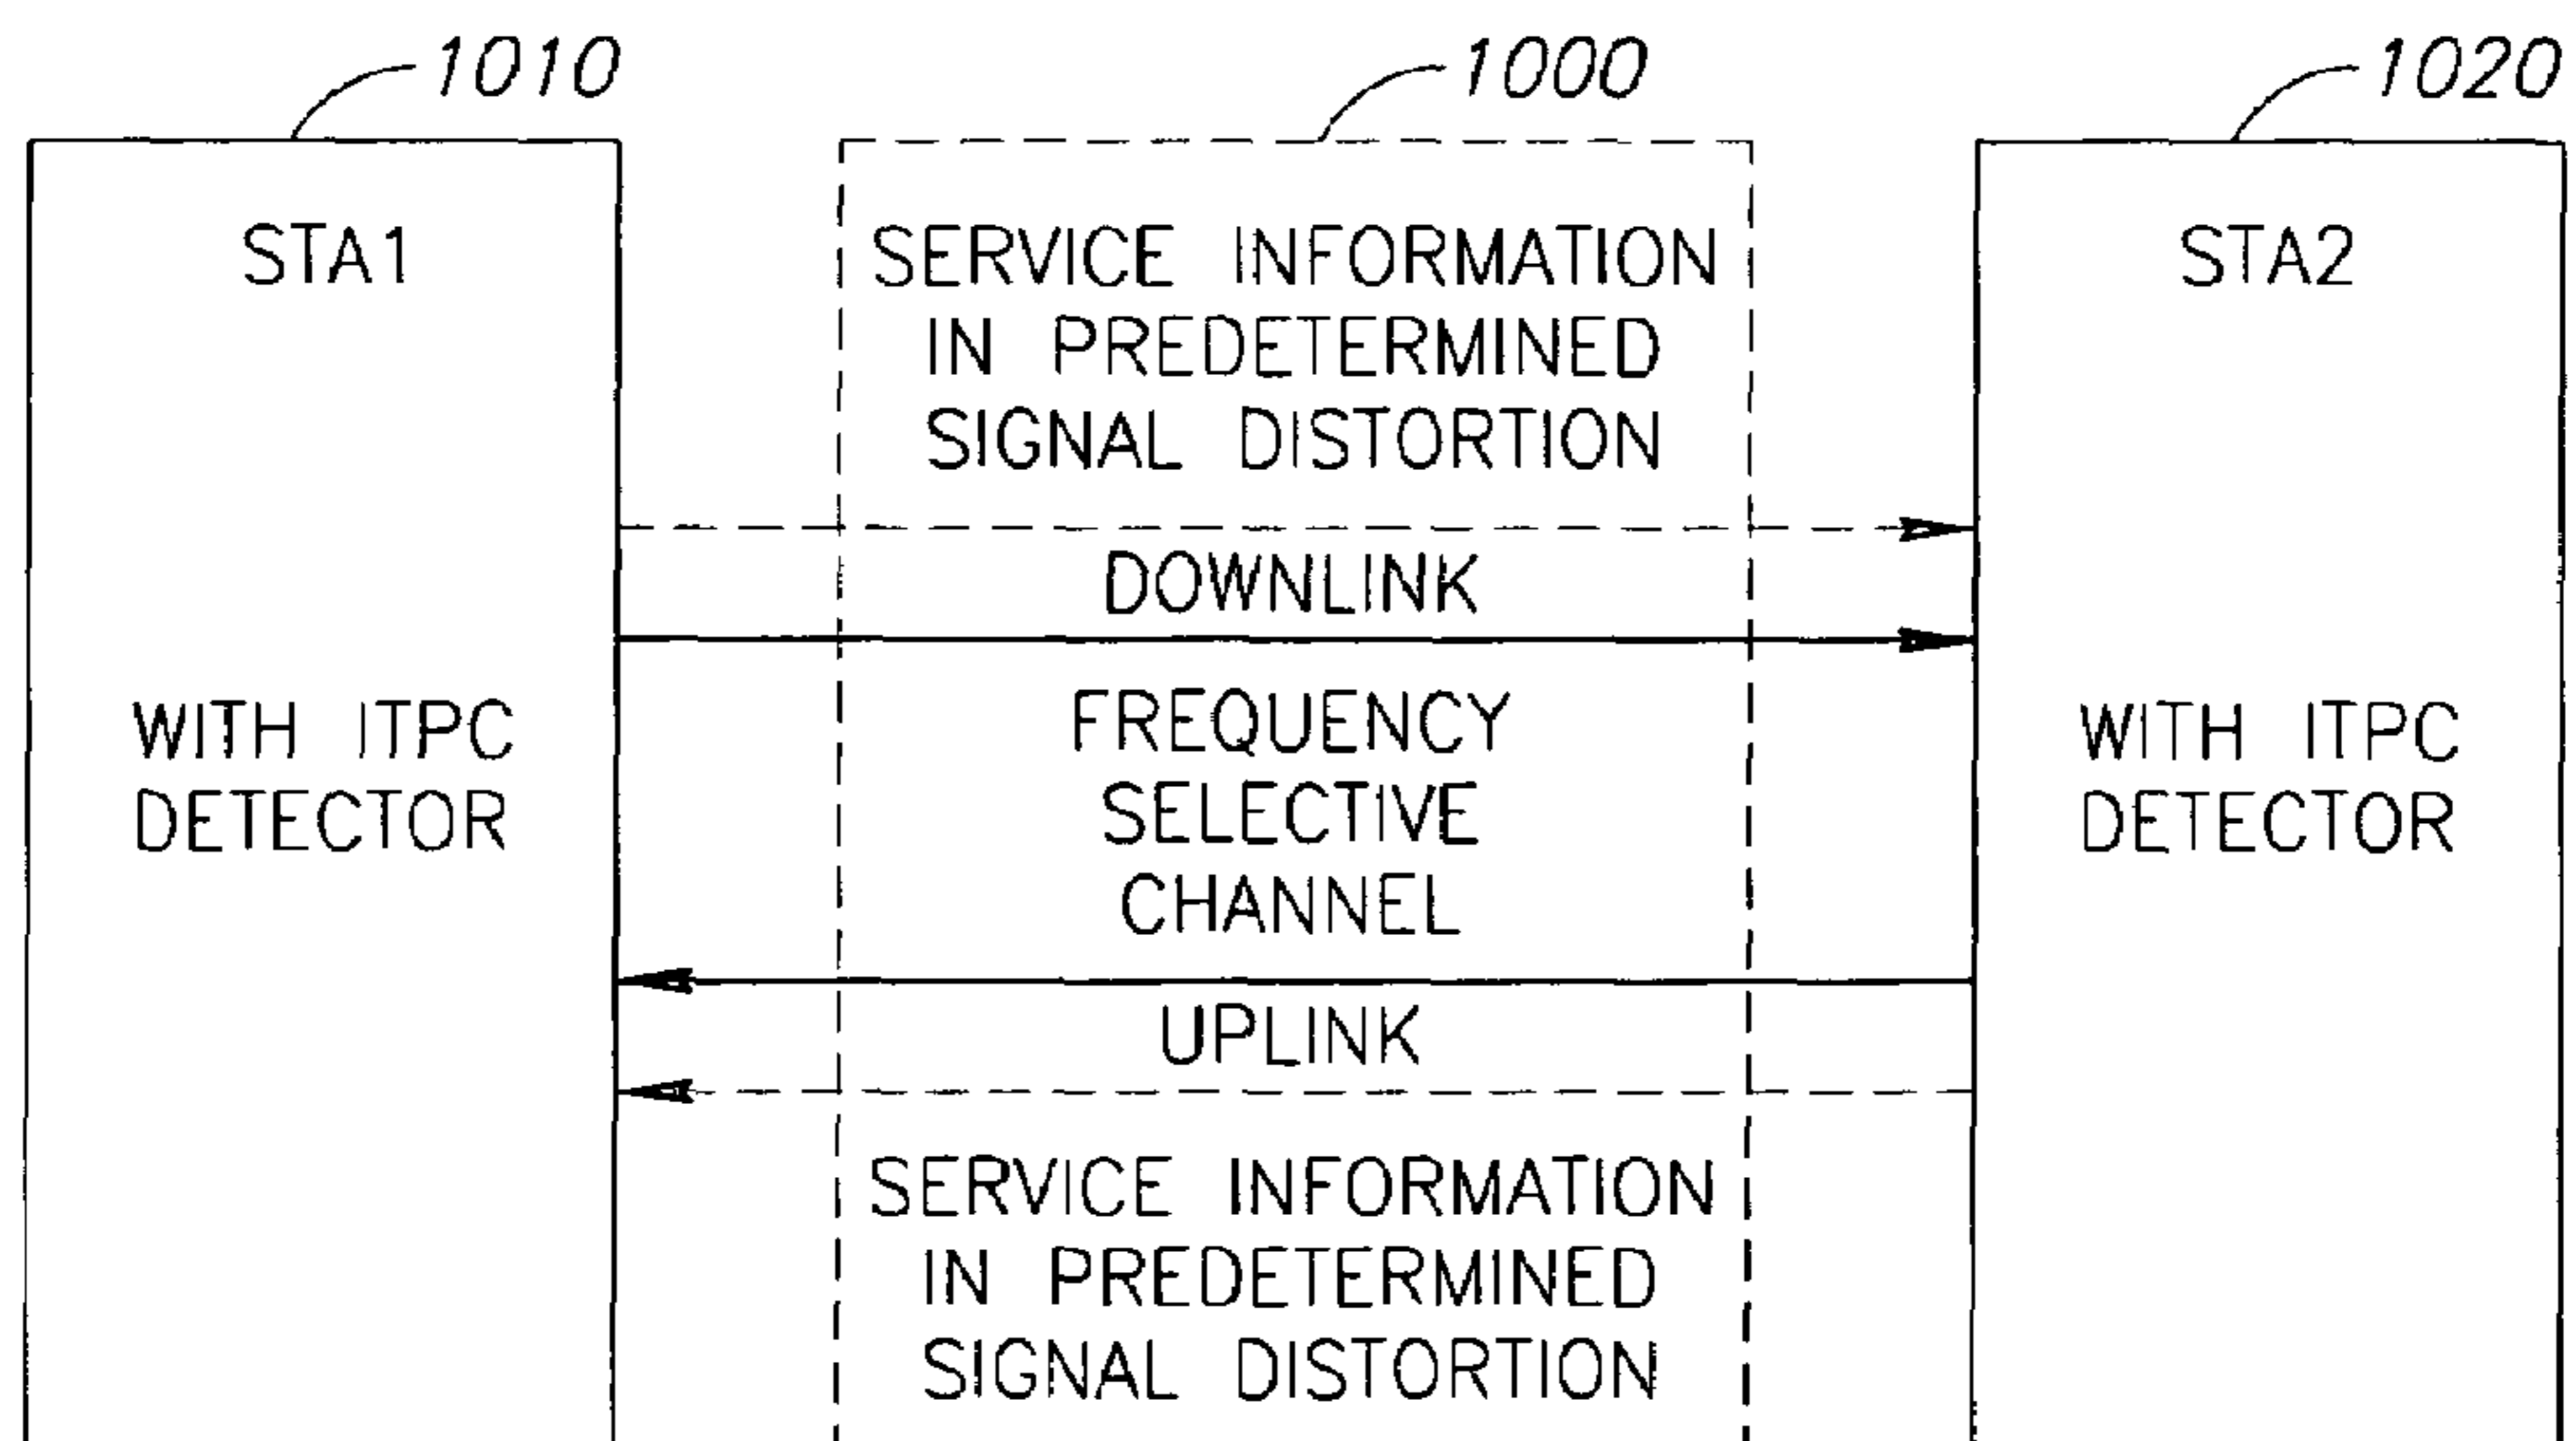 1010
1000
1020
STA1
WITH ITPC
DETECTOR
SERVICE INFORMATION
IN PREDETERMINED
SIGNAL DISTORTION
DOWNLINK
FREQUENCY
SELECTIVE
CHANNEL
UPLINK
SERVICE INFORMATION
IN PREDETERMINED
SIGNAL DISTORTION
STA2
WITH ITPC
DETECTOR